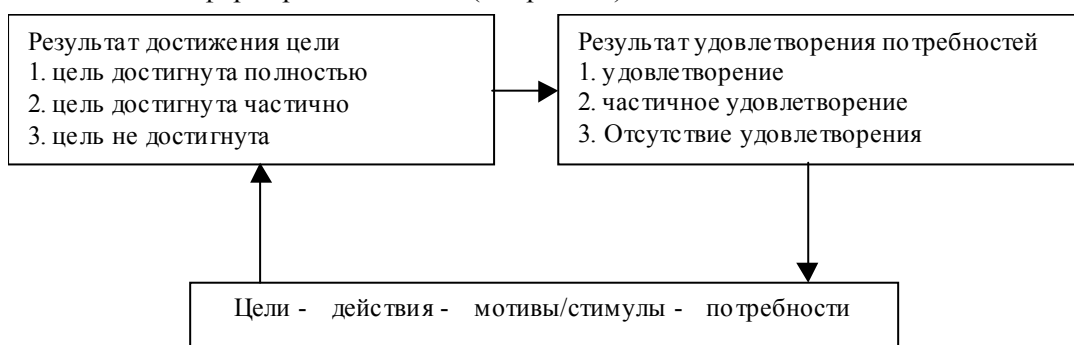 Результат достижения цели
1. цель достигнута полностью
2. цель достигнута частично
3. цель не достигнута
Результат удовлетворения потребностей
1. удовлетворение
2. частичное удовлетворение
3. Отсутствие удовлетворения
Цели - действия - мотивы/стимулы - потребности